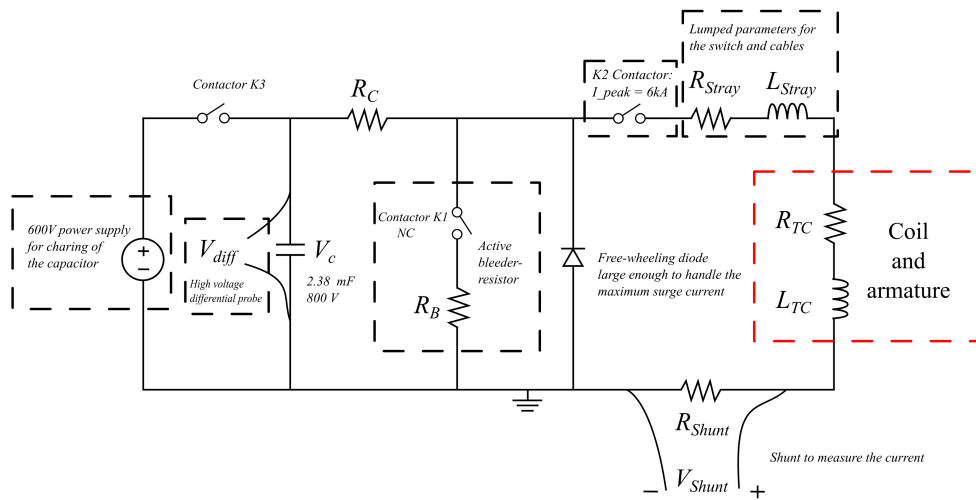 Lumped parameters for
the switch and cables
Contactor K3
K2 Contactor:
I_peak = 6kA
R_Stray
L_Stray
R_C
600V power supply
for charing of
the capacitor
+
−
V_diff
High voltage
differential probe
V_c
2.38 mF
800 V
Contactor K1
NC
Active
bleeder-
resistor
R_B
Free-wheeling diode
large enough to handle the
maximum surge current
R_TC
L_TC
Coil
and
armature
R_Shunt
− V_Shunt +
Shunt to measure the current